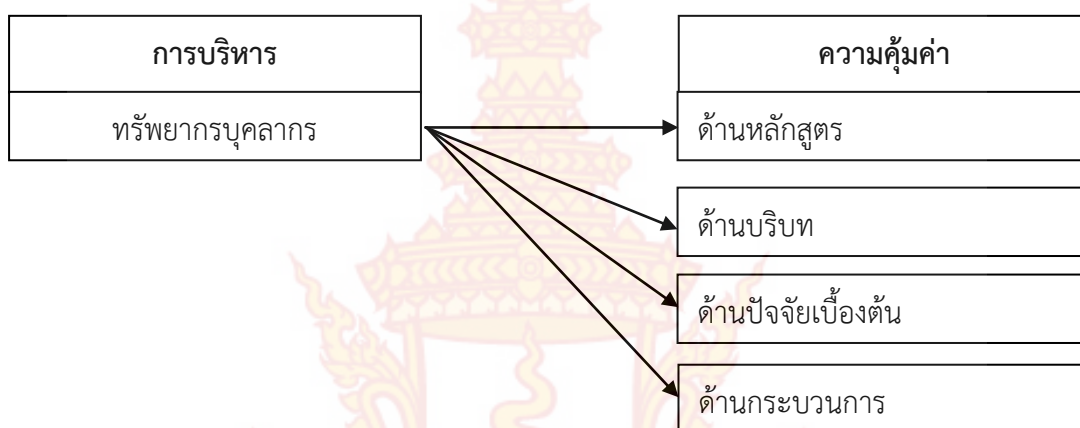 การบริหาร
ทรัพยากรบุคลากร
ความคุ้มค่า
ด้านหลักสูตร
ด้านบริบท
ด้านปัจจัยเบื้องต้น
ด้านกระบวนการ